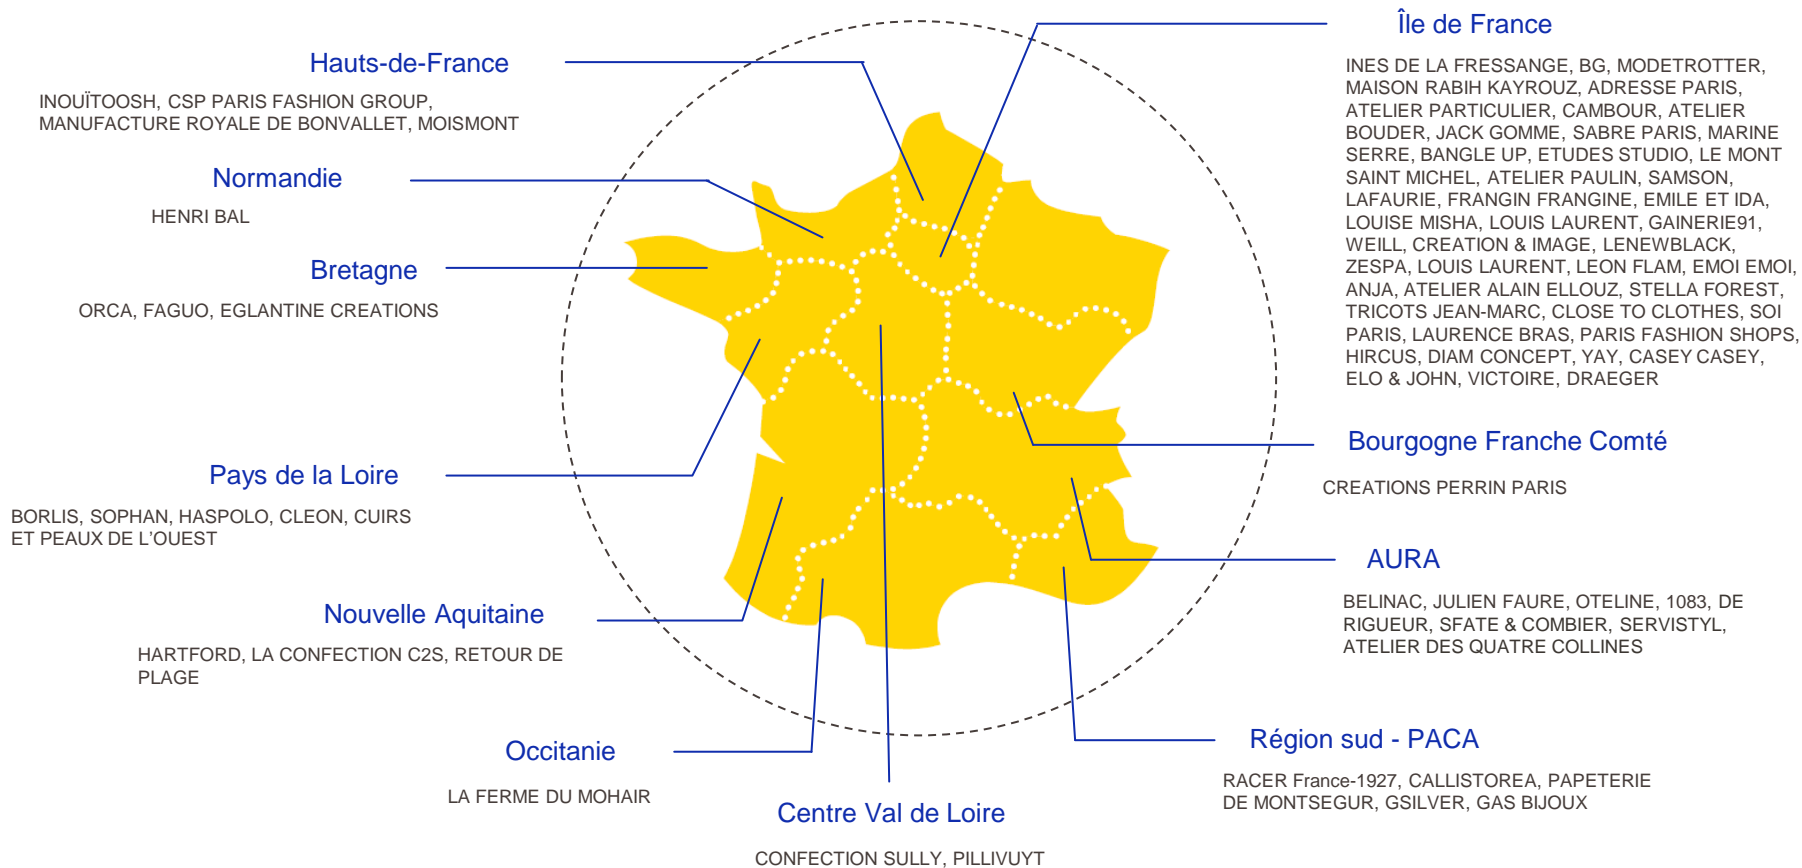 Hauts-de-France
INOUÏTOOSH, CSP PARIS FASHION GROUP,
MANUFACTURE ROYALE DE BONVALLET, MOISMONT
Normandie
HENRI BAL
Bretagne
ORCA, FAGUO, EGLANTINE CREATIONS
Pays de la Loire
BORLIS, SOPHAN, HASPOLO, CLEON, CUIRS
ET PEAUX DE L'OUEST
Nouvelle Aquitaine
HARTFORD, LA CONFECTION C2S, RETOUR DE
PLAGE
Occitanie
LA FERME DU MOHAIR
Centre Val de Loire
CONFECTION SULLY, PILLIVUYT
Île de France
INES DE LA FRESSANGE, BG, MODETROTTER,
MAISON RABIH KAYROUZ, ADRESSE PARIS,
ATELIER PARTICULIER, CAMBOUR, ATELIER
BOUDER, JACK GOMME, SABRE PARIS, MARINE
SERRE, BANGLE UP, ETUDES STUDIO, LE MONT
SAINT MICHEL, ATELIER PAULIN, SAMSON,
LAFAURIE, FRANGIN FRANGINE, EMILE ET IDA,
LOUISE MISHA, LOUIS LAURENT, GAINERIE91,
WEILL, CREATION & IMAGE, LENEWBLACK,
ZESPA, LOUIS LAURENT, LEON FLAM, EMOI EMOI,
ANJA, ATELIER ALAIN ELLOUZ, STELLA FOREST,
TRICOTS JEAN-MARC, CLOSE TO CLOTHES, SOI
PARIS, LAURENCE BRAS, PARIS FASHION SHOPS,
HIRCUS, DIAM CONCEPT, YAY, CASEY CASEY,
ELO & JOHN, VICTOIRE, DRAEGER
Bourgogne Franche Comté
CREATIONS PERRIN PARIS
AURA
BELINAC, JULIEN FAURE, OTELINE, 1083, DE
RIGUEUR, SFATE & COMBIER, SERVISTYL,
ATELIER DES QUATRE COLLINES
Région sud - PACA
RACER France-1927, CALLISTOREA, PAPETERIE
DE MONTSEGUR, GSILVER, GAS BIJOUX